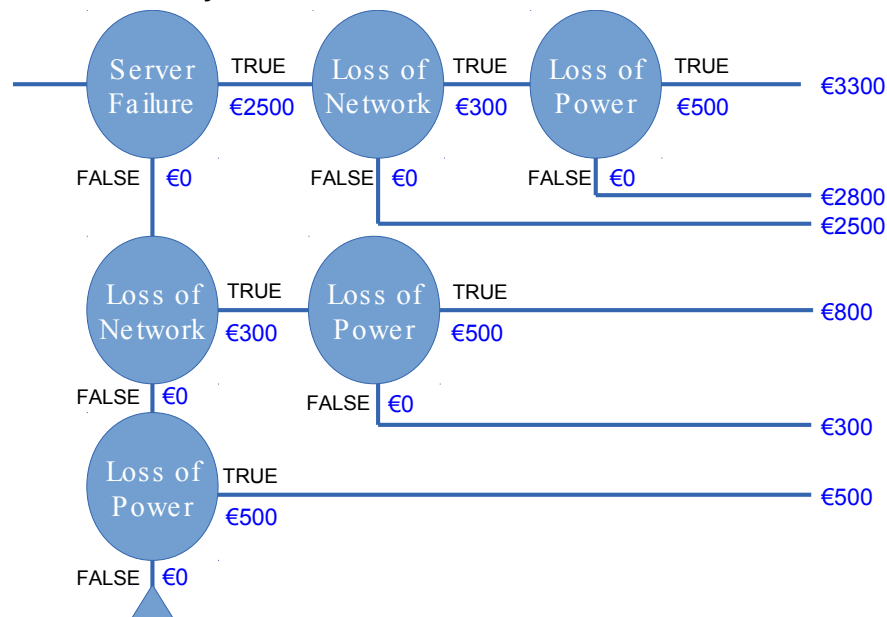 Server
Failure
TRUE
€2500
Loss of
Network
TRUE
€300
Loss of
Power
TRUE
€500
€3300
FALSE
€0
FALSE
€0
FALSE
€0
€2800
€2500
Loss of
Network
TRUE
€300
Loss of
Power
TRUE
€500
€800
FALSE
€0
FALSE
€0
€300
Loss of
Power
TRUE
€500
€500
FALSE
€0